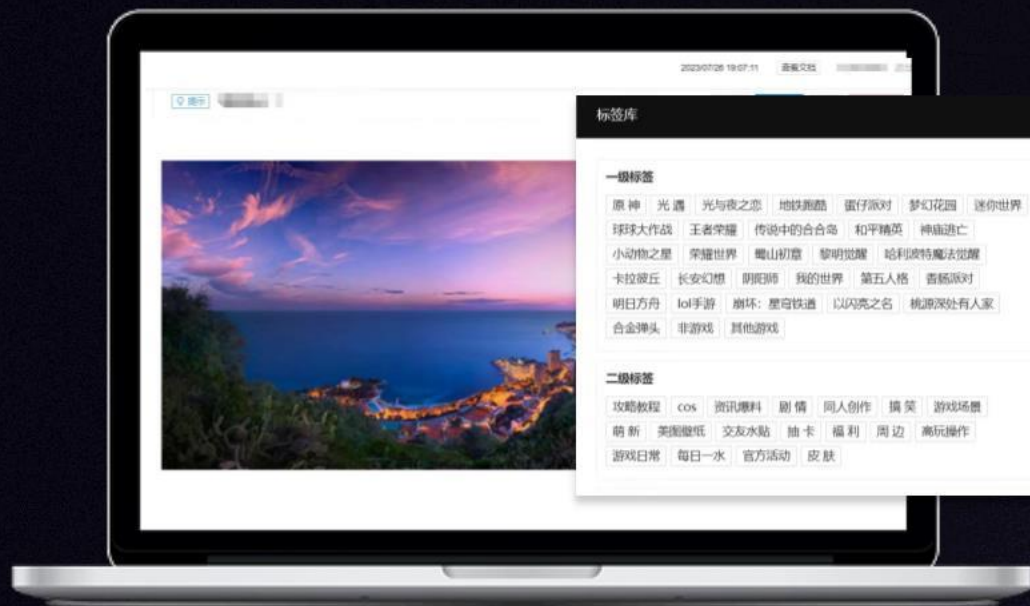 2023/07/26 19:07:11 查看文档
提示
标签库
一级标签
原神 光遇 光与夜之恋 地铁跑酷 蛋仔派对 梦幻花园 迷你世界
球球大作战 王者荣耀 传说中的合合岛 和平精英 神庙逃亡
小动物之星 荣耀世界 蜀山初章 黎明觉醒 哈利波特魔法觉醒
卡拉彼丘 长安幻想 阴阳师 我的世界 第五人格 香肠派对
明日方舟 lol手游 崩坏：星穹铁道 以闪亮之名 桃源深处有人家
合金弹头 非游戏 其他游戏
二级标签
攻略教程 cos 资讯爆料 剧情 同人创作 搞笑 游戏场景
萌新 美图壁纸 交友水贴 抽卡 福利 周边 高玩操作
游戏日常 每日一水 官方活动 皮肤